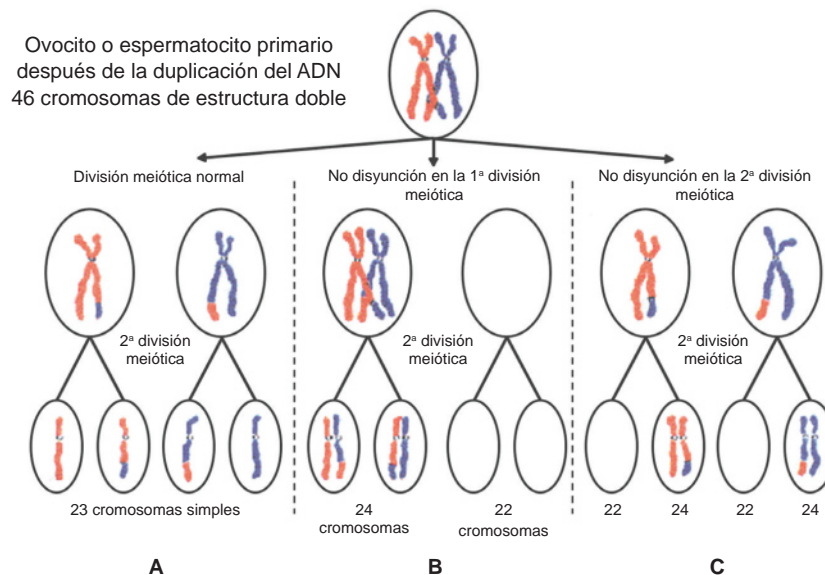 Ovocito o espermatocito primario
después de la duplicación del ADN
46 cromosomas de estructura doble
División meiótica normal
No disyunción en la 1ª división
meiótica
No disyunción en la 2ª división
meiótica
2ª división
meiótica
2ª división
meiótica
2ª división
meiótica
23 cromosomas simples
24
cromosomas
22
cromosomas
22
24
22
24
A
B
C